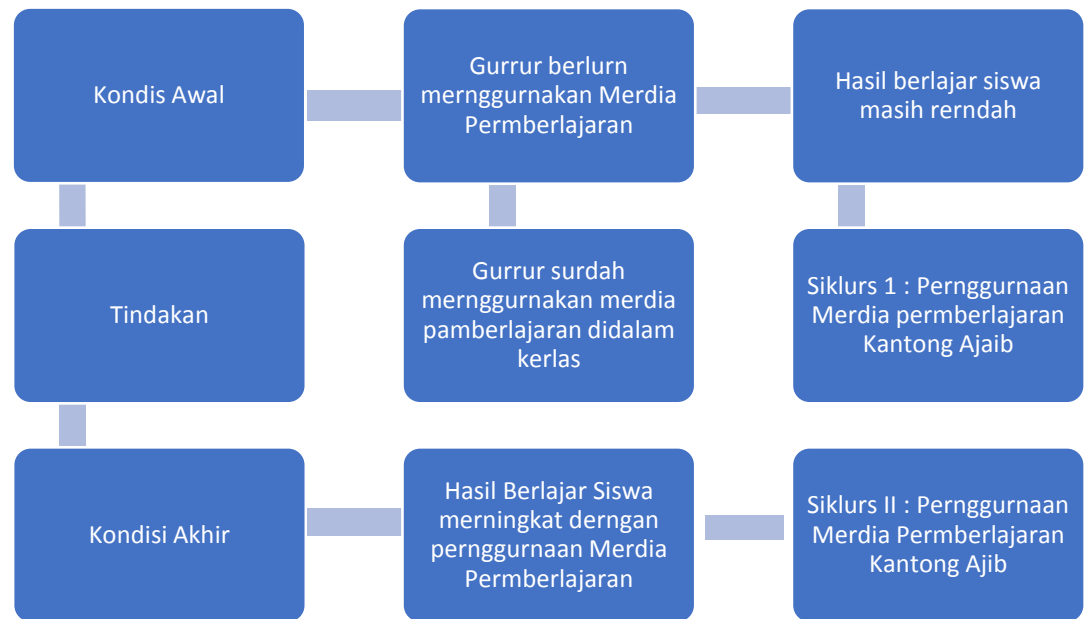 Kondis Awal
Gurrur berlurn
mernggurnakan Merdia
Permberlajaran
Hasil berlajar siswa
masih rerndah
Tindakan
Gurrur surdah
mernggurnakan merdia
pamberlajaran didalam
kerlas
Siklurs 1 : Pernggurnaan
Merdia permberlajaran
Kantong Ajaib
Kondisi Akhir
Hasil Berlajar Siswa
merningkat derngan
pernggurnaan Merdia
Permberlajaran
Siklurs II : Pernggurnaan
Merdia Permberlajaran
Kantong Ajib